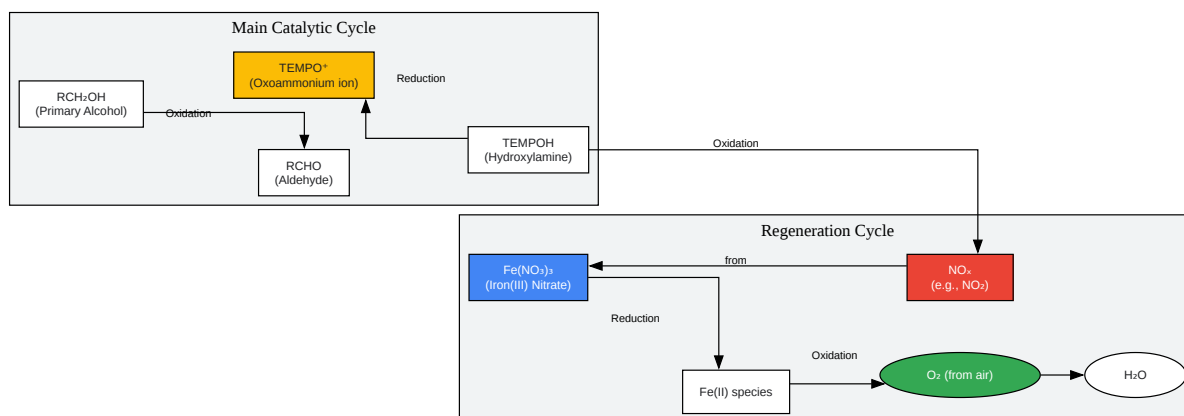 Main Catalytic Cycle
TEMPO⁺
(Oxoammonium ion)
Reduction
RCH₂OH
(Primary Alcohol)
Oxidation
TEMPOH
(Hydroxylamine)
Oxidation
RCHO
(Aldehyde)
Regeneration Cycle
from
Fe(NO₃)₃
(Iron(III) Nitrate)
NOₓ
(e.g., NO₂)
Reduction
Oxidation
Fe(II) species
O₂ (from air)
H₂O